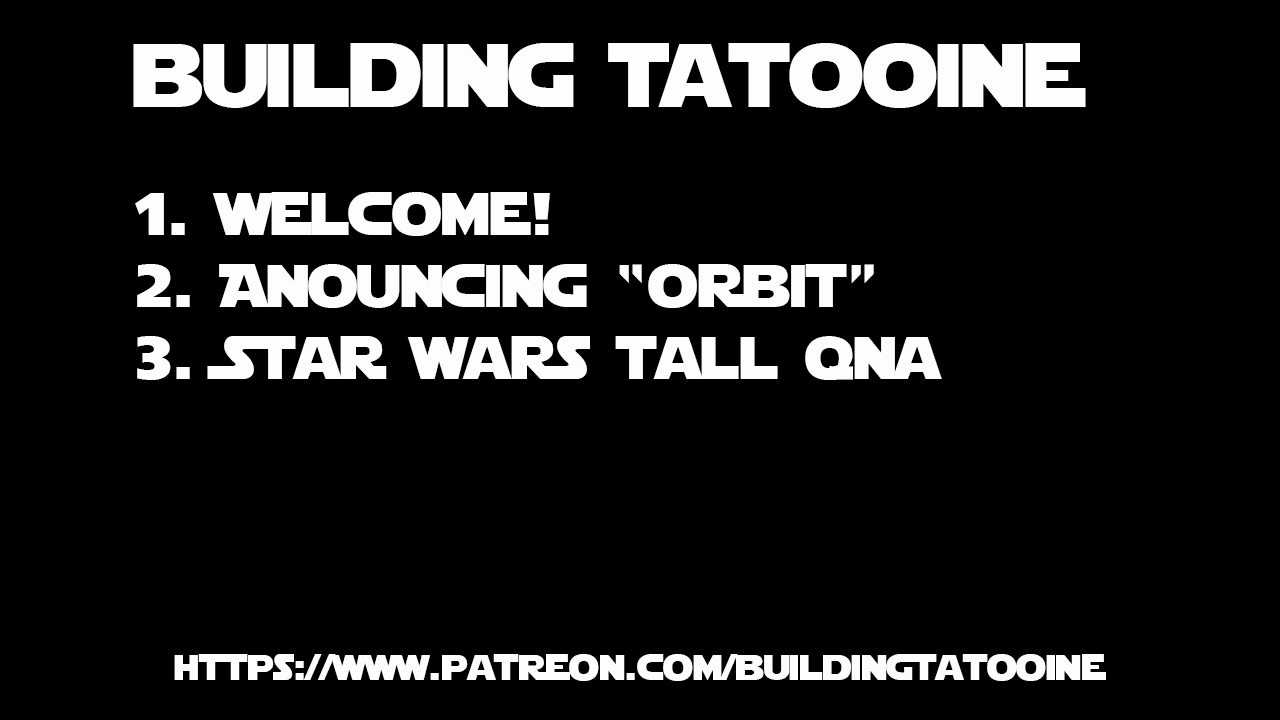 BUILDING TATOOINE
1. WELCOME!
2. ANOUNCING “ORBIT”
3. STAR WARS TALL QNA
HTTPS://WWW.PATREON.COM/BUILDINGTATOOINE